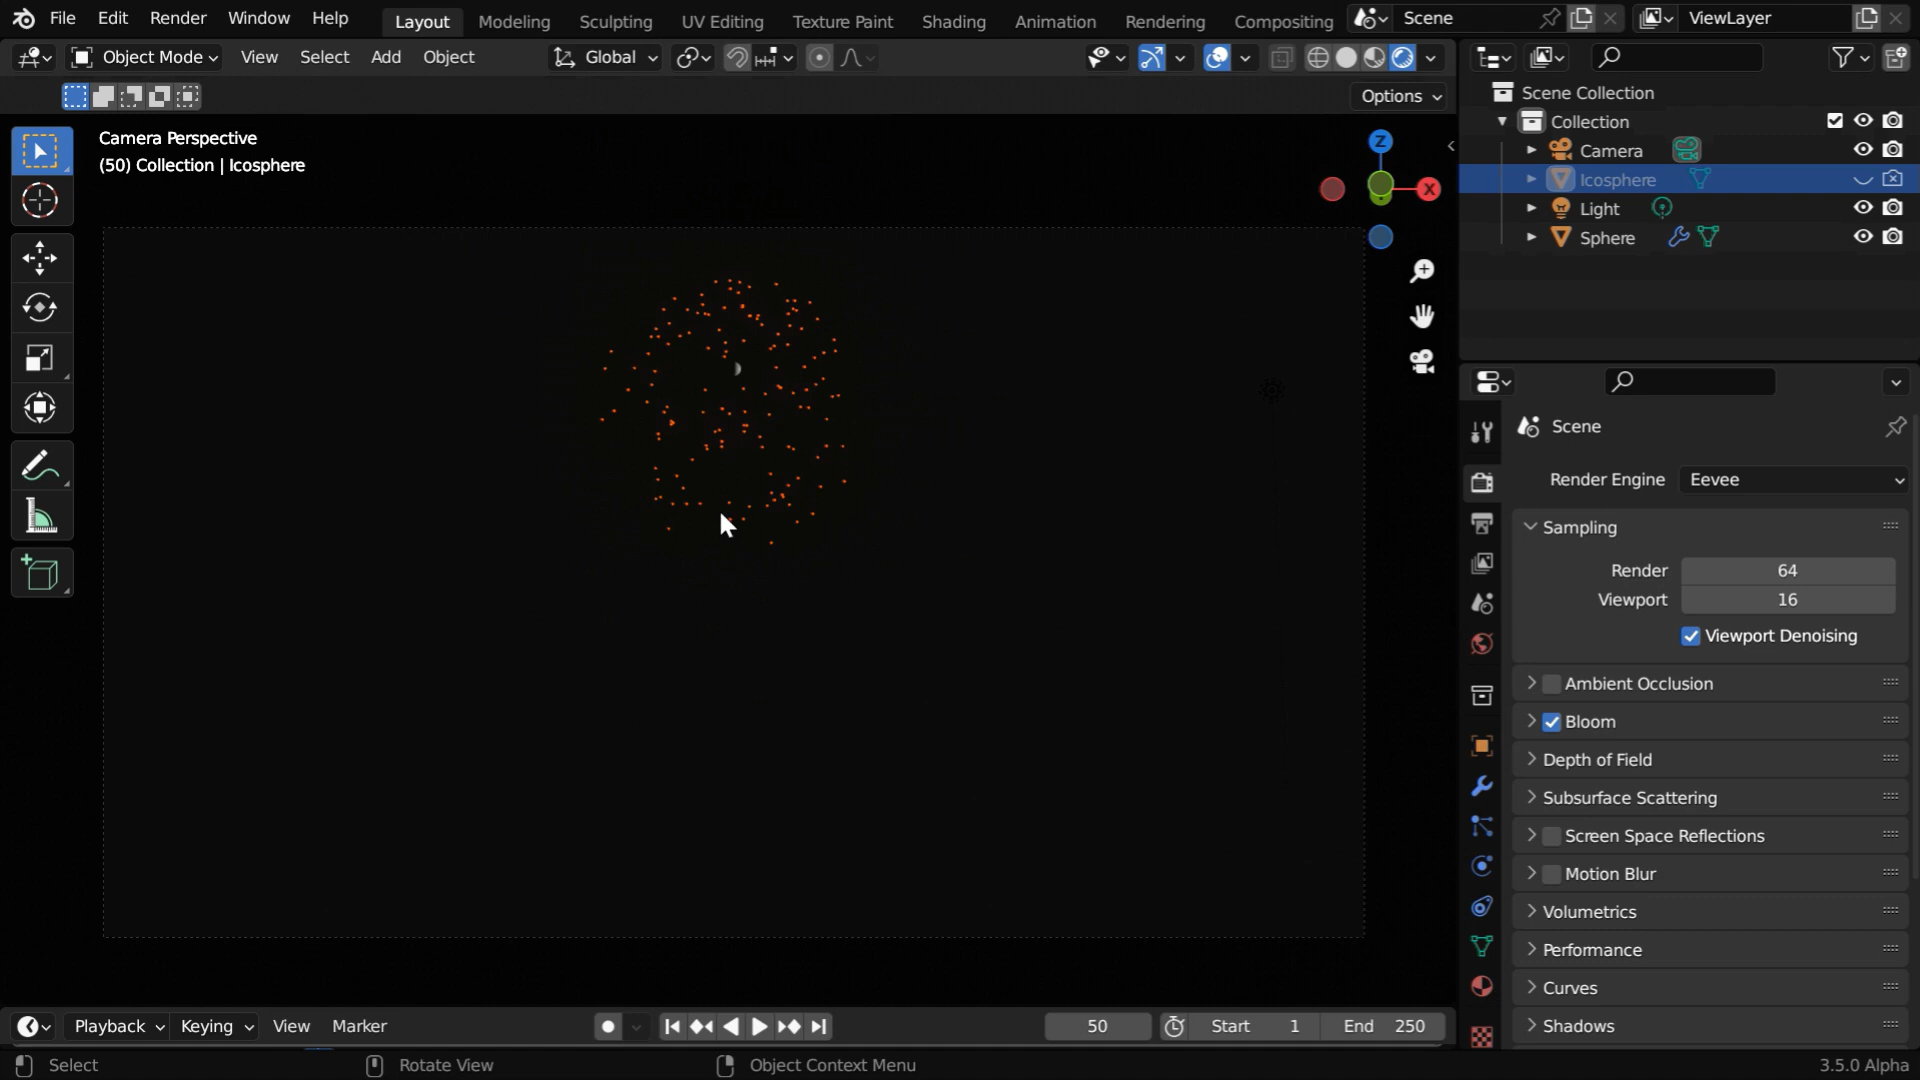 File Edit Render Window Help Layout Modeling Sculpting UV Editing Texture Paint Shading Animation Rendering Compositing Scene ViewLayer
Object Mode View Select Add Object Global
Options
Camera Perspective
(50) Collection | Icosphere
Z
X
Scene Collection
Collection
Camera
Icosphere
Light
Sphere
Scene
Render Engine Eevee
Sampling
Render 64
Viewport 16
Viewport Denoising
Ambient Occlusion
Bloom
Depth of Field
Subsurface Scattering
Screen Space Reflections
Motion Blur
Volumetrics
Performance
Curves
Shadows
Playback Keying View Marker 50 Start 1 End 250
Select Rotate View Object Context Menu 3.5.0 Alpha